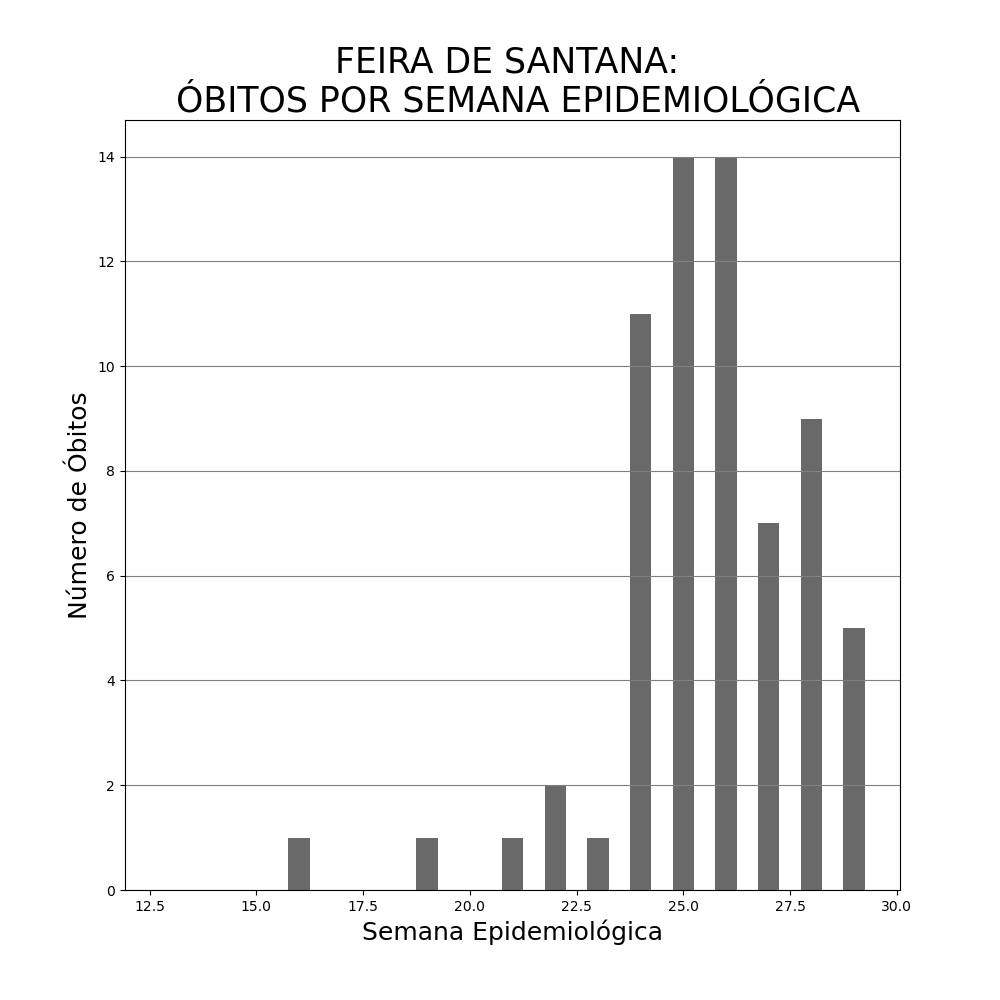 FEIRA DE SANTANA:
ÓBITOS POR SEMANA EPIDEMIOLÓGICA
14
12
10
8
6
4
2
0
Número de Óbitos
12.5 15.0 17.5 20.0 22.5 25.0 27.5 30.0
Semana Epidemiológica